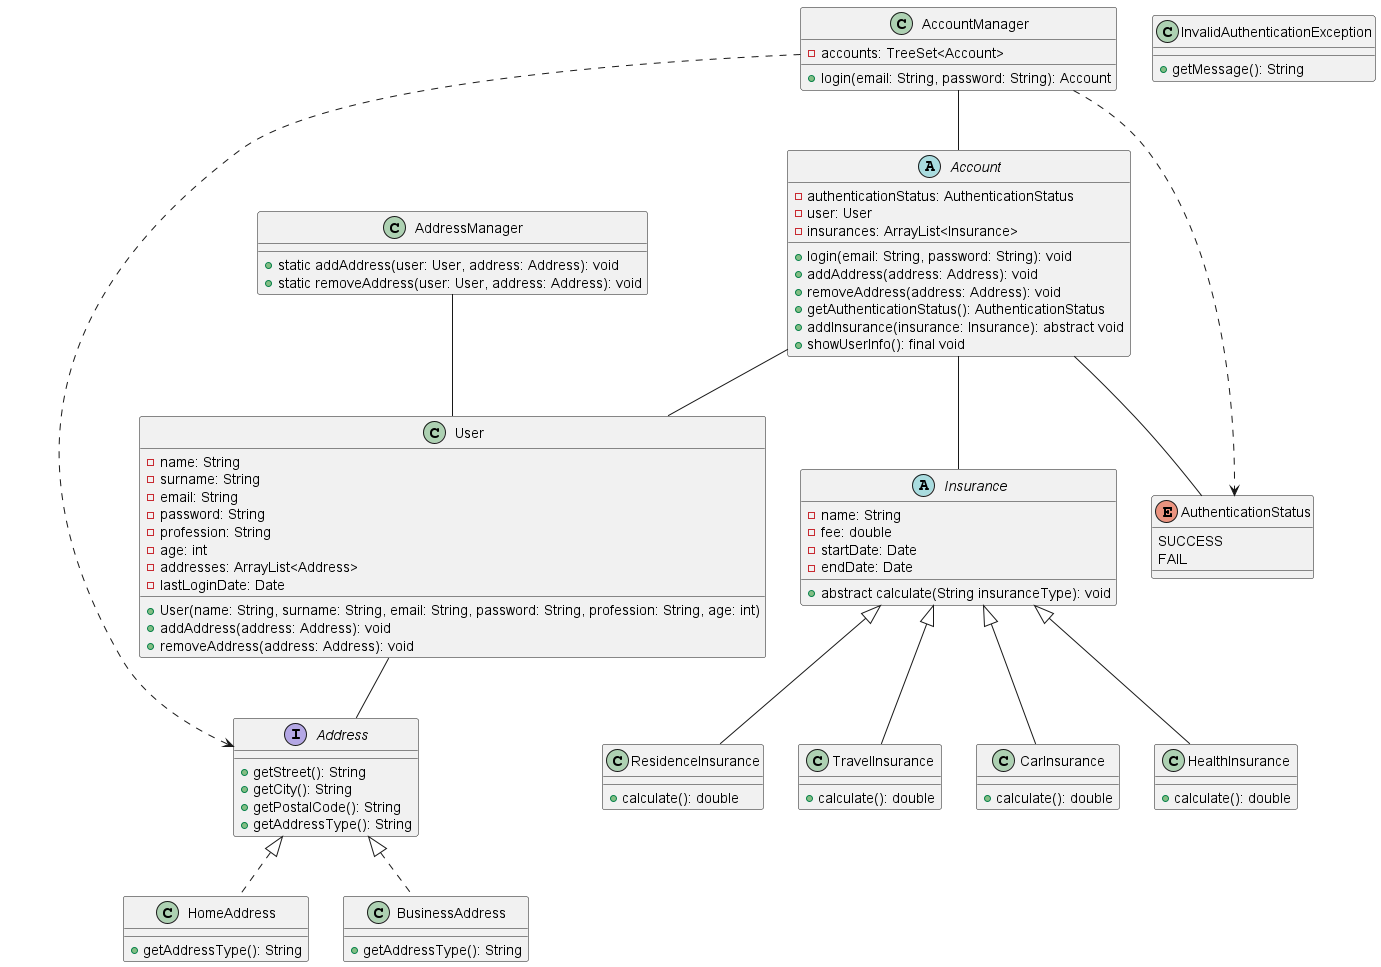 C AccountManager
accounts: TreeSet<Account>
login(email: String, password: String): Account
C InvalidAuthenticationException
getMessage(): String
A Account
authenticationStatus: AuthenticationStatus
user: User
insurances: ArrayList<Insurance>
login(email: String, password: String): void
addAddress(address: Address): void
removeAddress(address: Address): void
getAuthenticationStatus(): AuthenticationStatus
addInsurance(insurance: Insurance): abstract void
showUserInfo(): final void
C AddressManager
static addAddress(user: User, address: Address): void
static removeAddress(user: User, address: Address): void
C User
name: String
surname: String
email: String
password: String
profession: String
age: int
addresses: ArrayList<Address>
lastLoginDate: Date
User(name: String, surname: String, email: String, password: String, profession: String, age: int)
addAddress(address: Address): void
removeAddress(address: Address): void
A Insurance
name: String
fee: double
startDate: Date
endDate: Date
abstract calculate(String insuranceType): void
E AuthenticationStatus
SUCCESS
FAIL
I Address
getStreet(): String
getCity(): String
getPostalCode(): String
getAddressType(): String
C ResidenceInsurance
calculate(): double
C TravelInsurance
calculate(): double
C CarInsurance
calculate(): double
C HealthInsurance
calculate(): double
C HomeAddress
getAddressType(): String
C BusinessAddress
getAddressType(): String